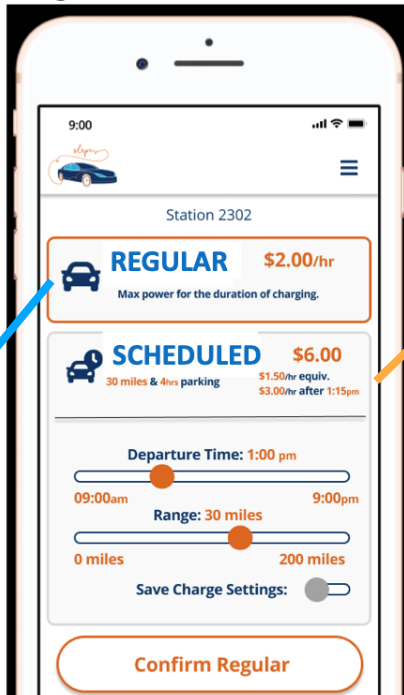 9:00
slrpev
Station 2302
REGULAR $2.00/hr
Max power for the duration of charging.
SCHEDULED $6.00
30 miles & 4hrs parking $1.50/hr equiv.
$3.00/hr after 1:15pm
Departure Time: 1:00 pm
09:00am 9:00pm
Range: 30 miles
0 miles 200 miles
Save Charge Settings:
Confirm Regular